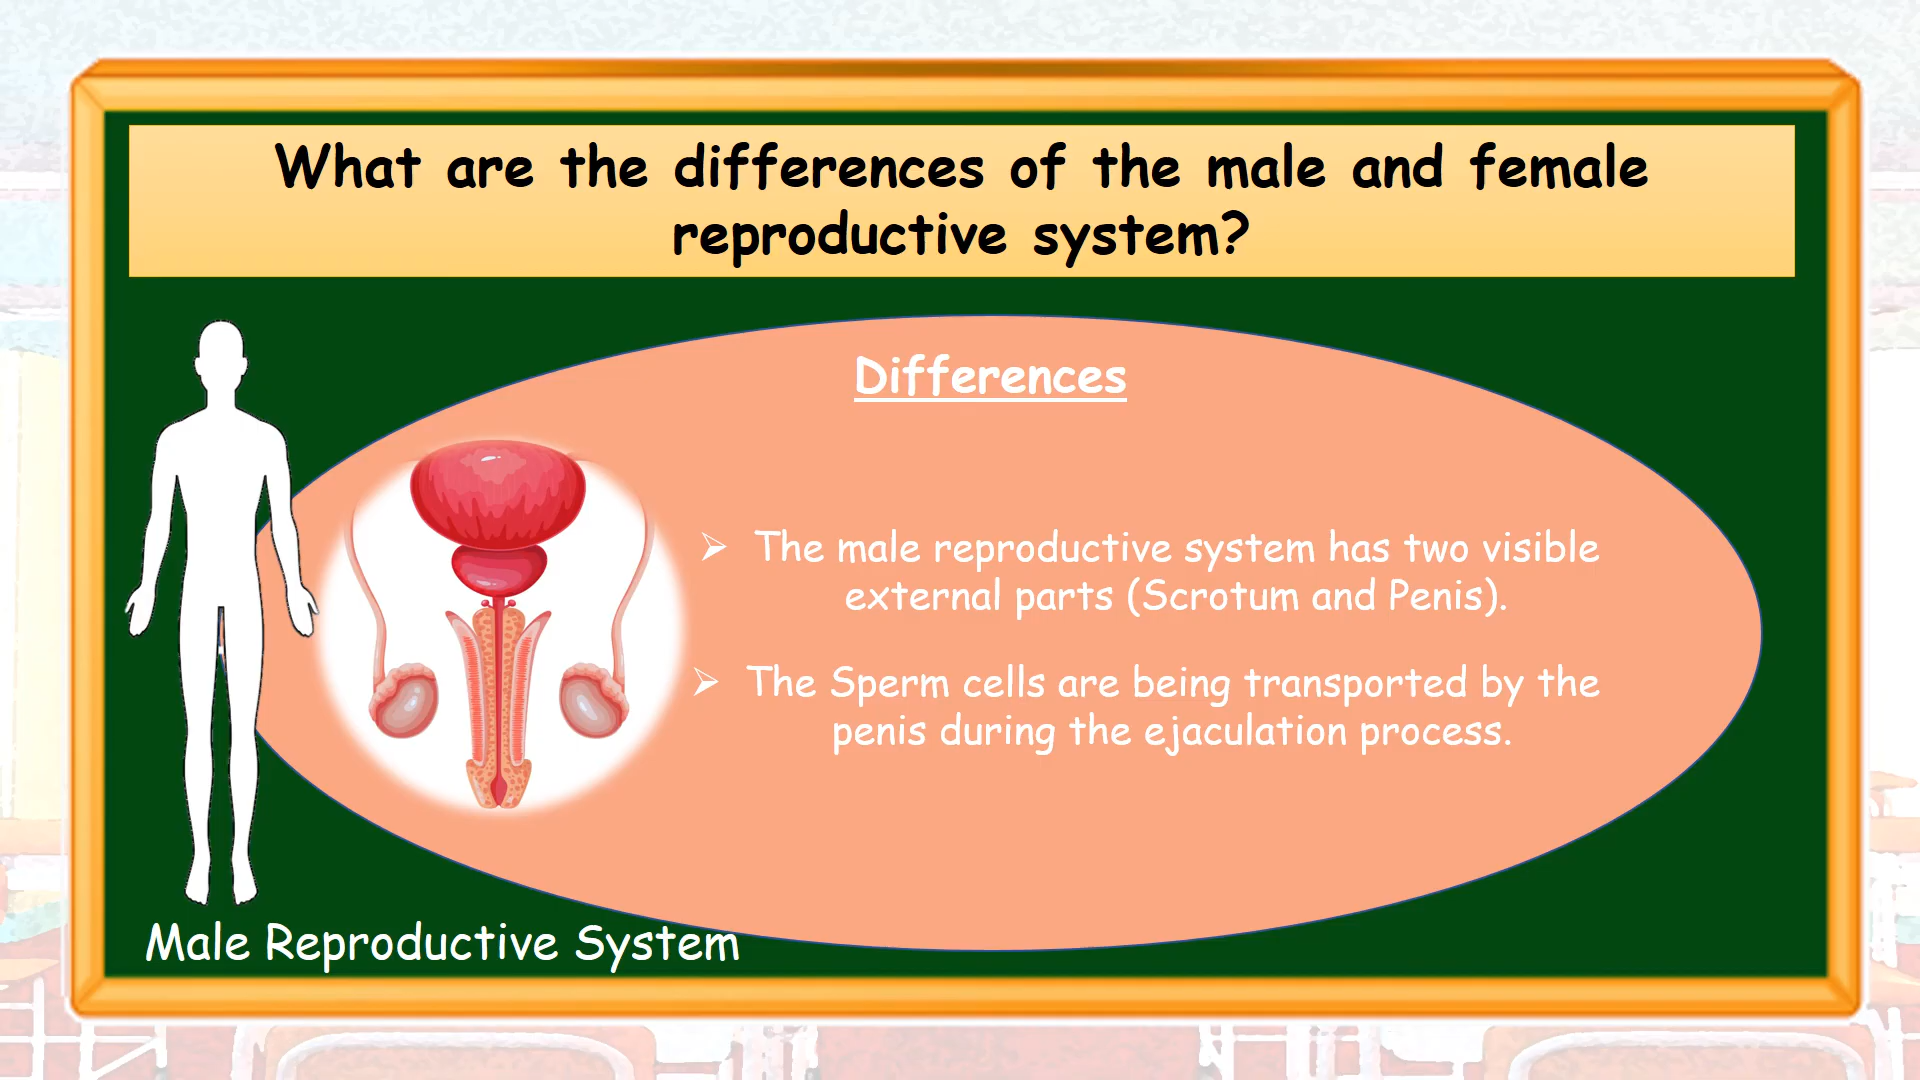 What are the differences of the male and female
reproductive system?
Differences
➢ The male reproductive system has two visible
external parts (Scrotum and Penis).
➢ The Sperm cells are being transported by the
penis during the ejaculation process.
Male Reproductive System